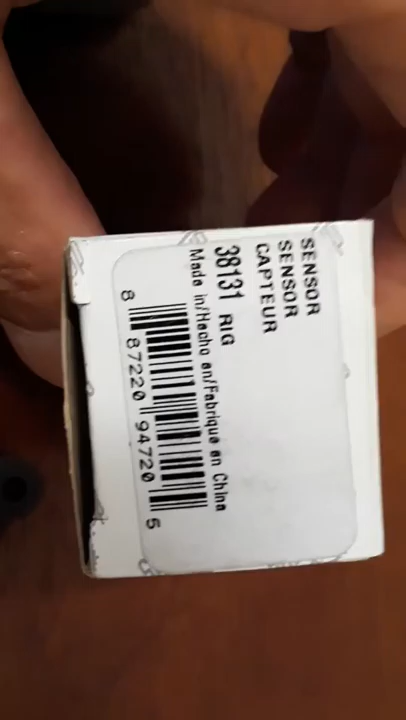 SENSOR
SENSOR
CAPTEUR
38131 RIG
Made in/Hecho en/Fabriqué en China
8 87220 94720 5